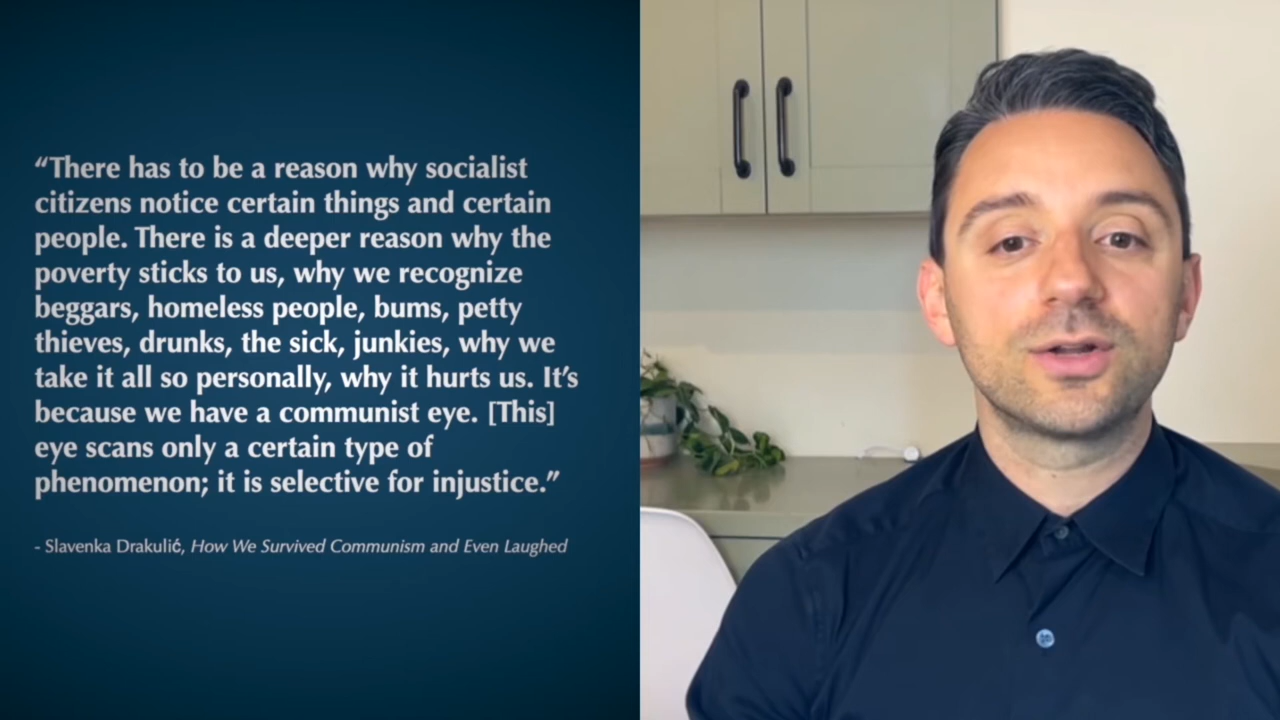 “There has to be a reason why socialist
citizens notice certain things and certain
people. There is a deeper reason why the
poverty sticks to us, why we recognize
beggars, homeless people, bums, petty
thieves, drunks, the sick, junkies, why we
take it all so personally, why it hurts us. It’s
because we have a communist eye. [This]
eye scans only a certain type of
phenomenon; it is selective for injustice.”
- Slavenka Drakulić, How We Survived Communism and Even Laughed